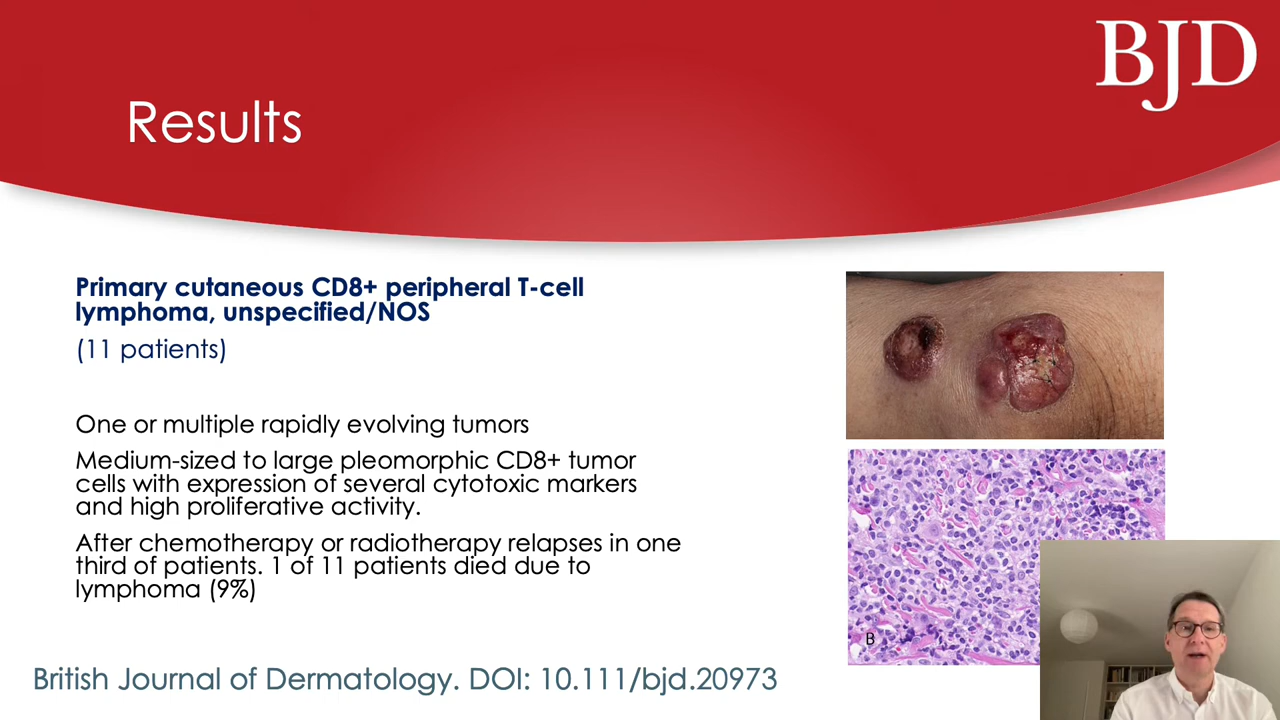 BJD
Results
Primary cutaneous CD8+ peripheral T-cell
lymphoma, unspecified/NOS
(11 patients)
One or multiple rapidly evolving tumors
Medium-sized to large pleomorphic CD8+ tumor
cells with expression of several cytotoxic markers
and high proliferative activity.
After chemotherapy or radiotherapy relapses in one
third of patients. 1 of 11 patients died due to
lymphoma (9%)
B
British Journal of Dermatology. DOI: 10.111/bjd.20973